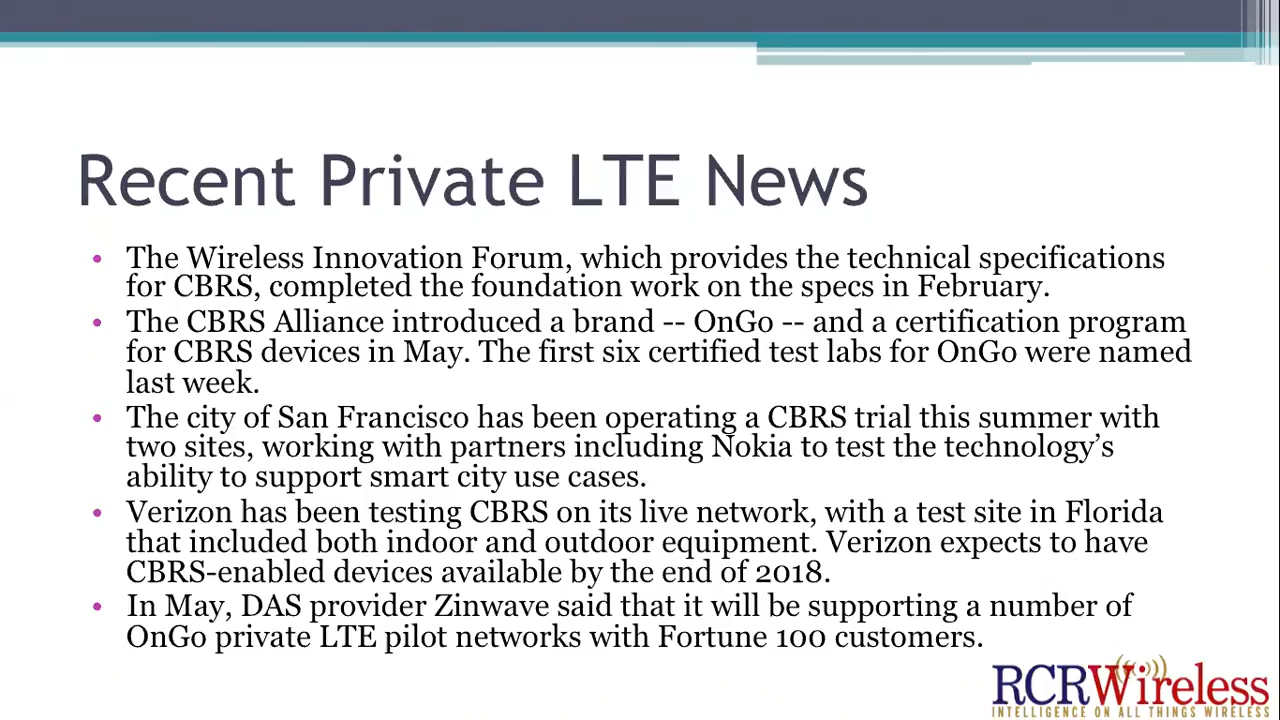 Recent Private LTE News
• The Wireless Innovation Forum, which provides the technical specifications
for CBRS, completed the foundation work on the specs in February.
• The CBRS Alliance introduced a brand -- OnGo -- and a certification program
for CBRS devices in May. The first six certified test labs for OnGo were named
last week.
• The city of San Francisco has been operating a CBRS trial this summer with
two sites, working with partners including Nokia to test the technology’s
ability to support smart city use cases.
• Verizon has been testing CBRS on its live network, with a test site in Florida
that included both indoor and outdoor equipment. Verizon expects to have
CBRS-enabled devices available by the end of 2018.
• In May, DAS provider Zinwave said that it will be supporting a number of
OnGo private LTE pilot networks with Fortune 100 customers.
RCRWireless
INTELLIGENCE ON ALL THINGS WIRELESS